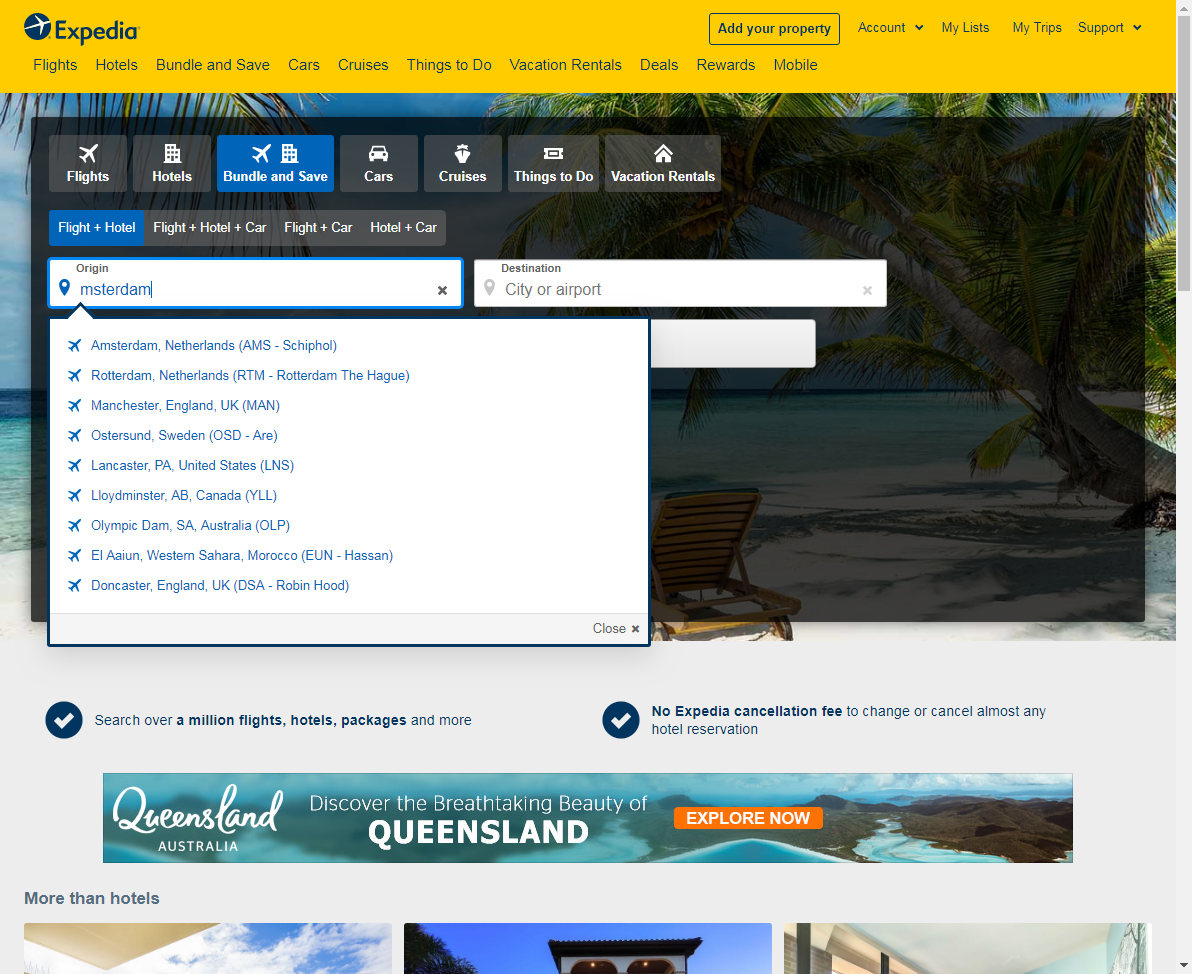 Expedia
Add your property
Account
My Lists
My Trips
Support
Flights
Hotels
Bundle and Save
Cars
Cruises
Things to Do
Vacation Rentals
Deals
Rewards
Mobile
Flights
Hotels
Bundle and Save
Cars
Cruises
Things to Do
Vacation Rentals
Flight + Hotel
Flight + Hotel + Car
Flight + Car
Hotel + Car
Origin
msterdam
Destination
City or airport
Amsterdam, Netherlands (AMS - Schiphol)
Rotterdam, Netherlands (RTM - Rotterdam The Hague)
Manchester, England, UK (MAN)
Ostersund, Sweden (OSD - Are)
Lancaster, PA, United States (LNS)
Lloydminster, AB, Canada (YLL)
Olympic Dam, SA, Australia (OLP)
El Aaiun, Western Sahara, Morocco (EUN - Hassan)
Doncaster, England, UK (DSA - Robin Hood)
Close
Search over a million flights, hotels, packages and more
No Expedia cancellation fee to change or cancel almost any
hotel reservation
Queensland
AUSTRALIA
Discover the Breathtaking Beauty of
QUEENSLAND
EXPLORE NOW
More than hotels